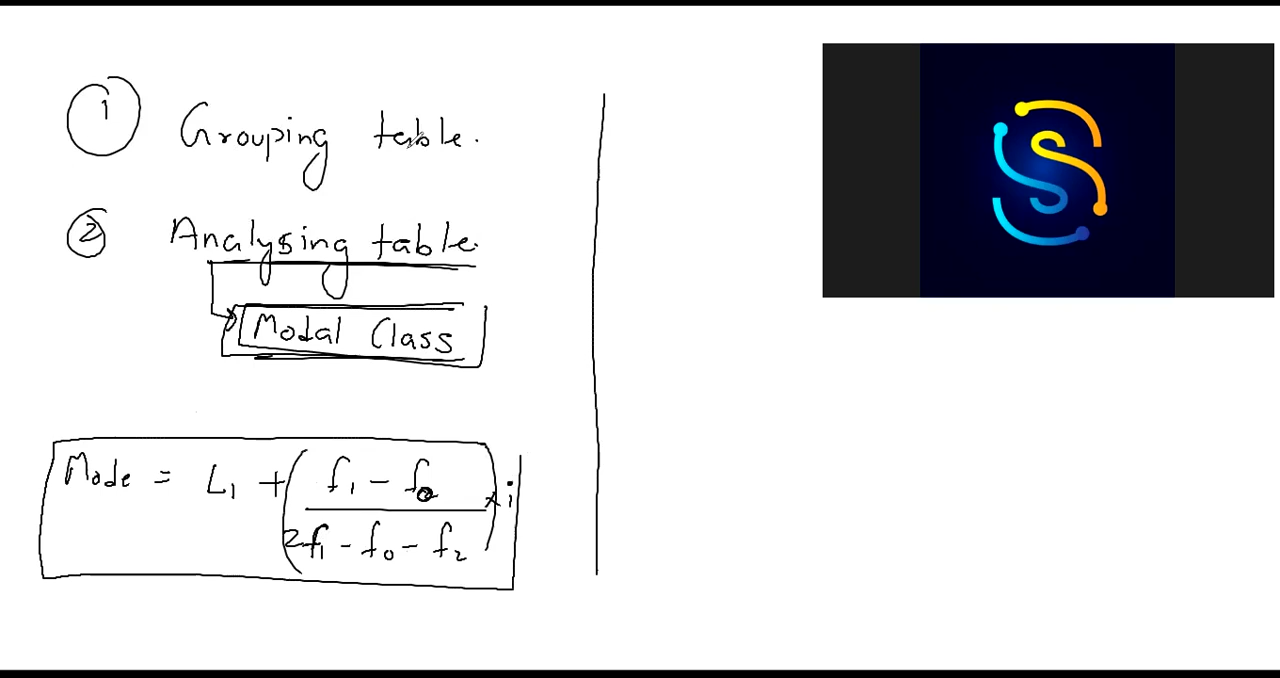 ① Grouping table.
② Analysing table.
Modal Class
Mode = L₁ + ( (f₁ - f₀) / (2f₁ - f₀ - f₂) ) × i